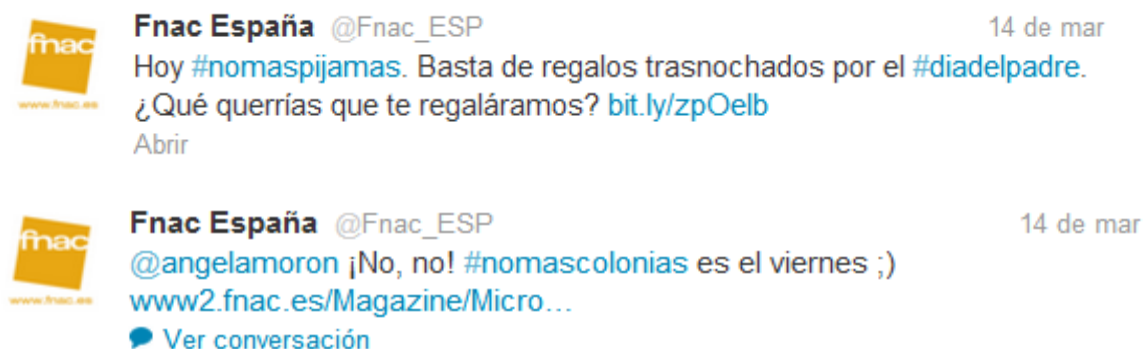 fnac
www.fnac.es
Fnac España @Fnac_ESP 14 de mar
Hoy #nomaspijamas. Basta de regalos trasnochados por el #diadelpadre.
¿Qué querrías que te regaláramos? bit.ly/zpOelb
Abrir
fnac
www.fnac.es
Fnac España @Fnac_ESP 14 de mar
@angelamoron ¡No, no! #nomascolonias es el viernes ;)
www2.fnac.es/Magazine/Micro…
Ver conversación